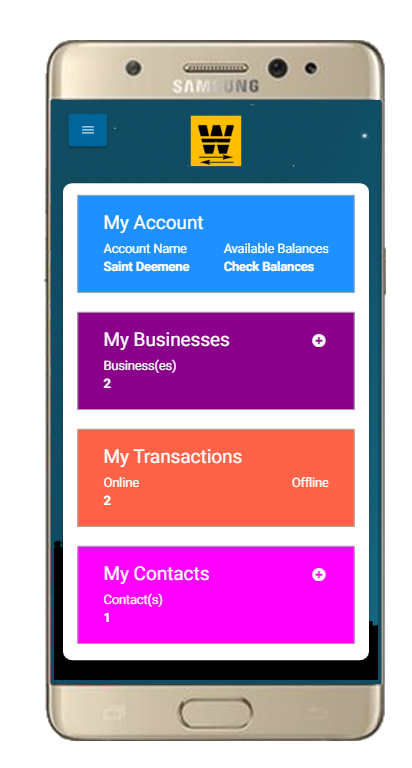 SAMSUNG
W
My Account
Account Name Available Balances
Saint Deemene Check Balances
My Businesses
Business(es)
2
My Transactions
Online Offline
2
My Contacts
Contact(s)
1